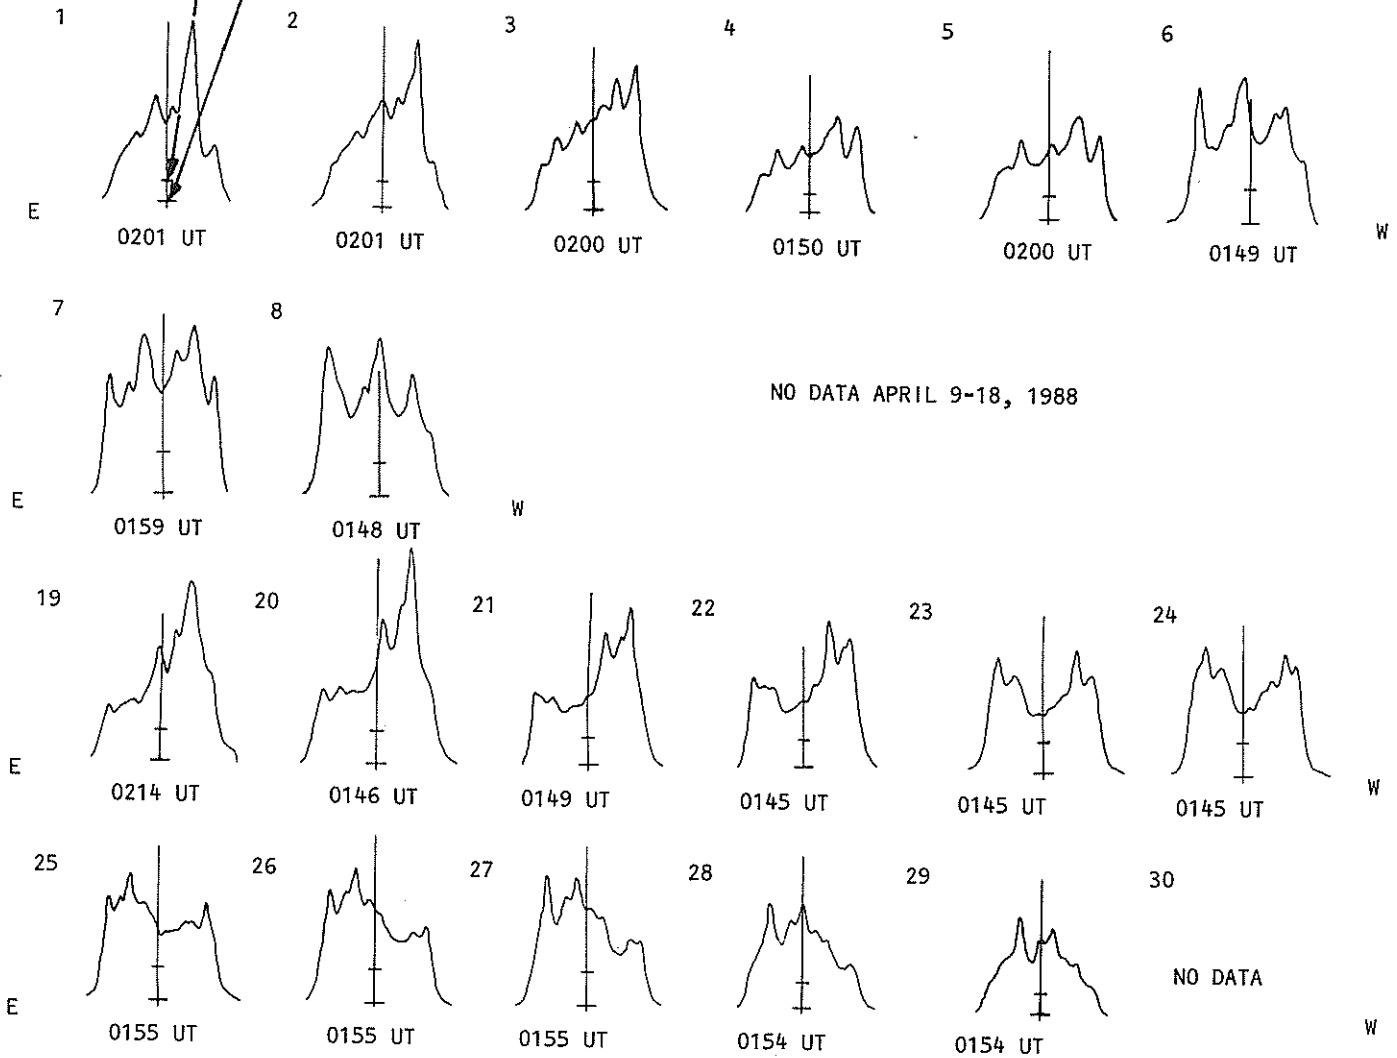 1 2 3 4 5 6
E W
0201 UT 0201 UT 0200 UT 0150 UT 0200 UT 0149 UT
7 8
NO DATA APRIL 9-18, 1988
E W
0159 UT 0148 UT
19 20 21 22 23 24
E W
0214 UT 0146 UT 0149 UT 0145 UT 0145 UT 0145 UT
25 26 27 28 29 30
NO DATA
E W
0155 UT 0155 UT 0155 UT 0154 UT 0154 UT